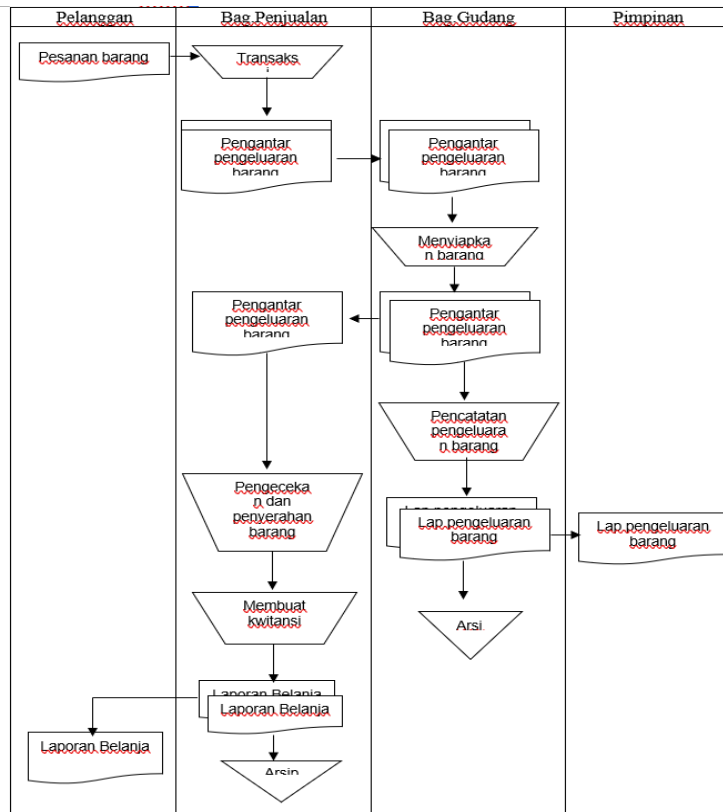 Pelanggan
Bag Penjualan
Bag Gudang
Pimpinan
Pesanan barang
Transaks
i
Pengantar
pengeluaran
barang
Pengantar
pengeluaran
barang
Menyiapka
n barang
Pengantar
pengeluaran
barang
Pengantar
pengeluaran
barang
Pencatatan
pengeluara
n barang
Pengeceka
n dan
penyerahan
barang
Lap pengeluaran
Lap pengeluaran
barang
Lap pengeluaran
barang
Membuat
kwitansi
Arsi
Laporan Belanja
Laporan Belanja
Laporan Belanja
Arsip